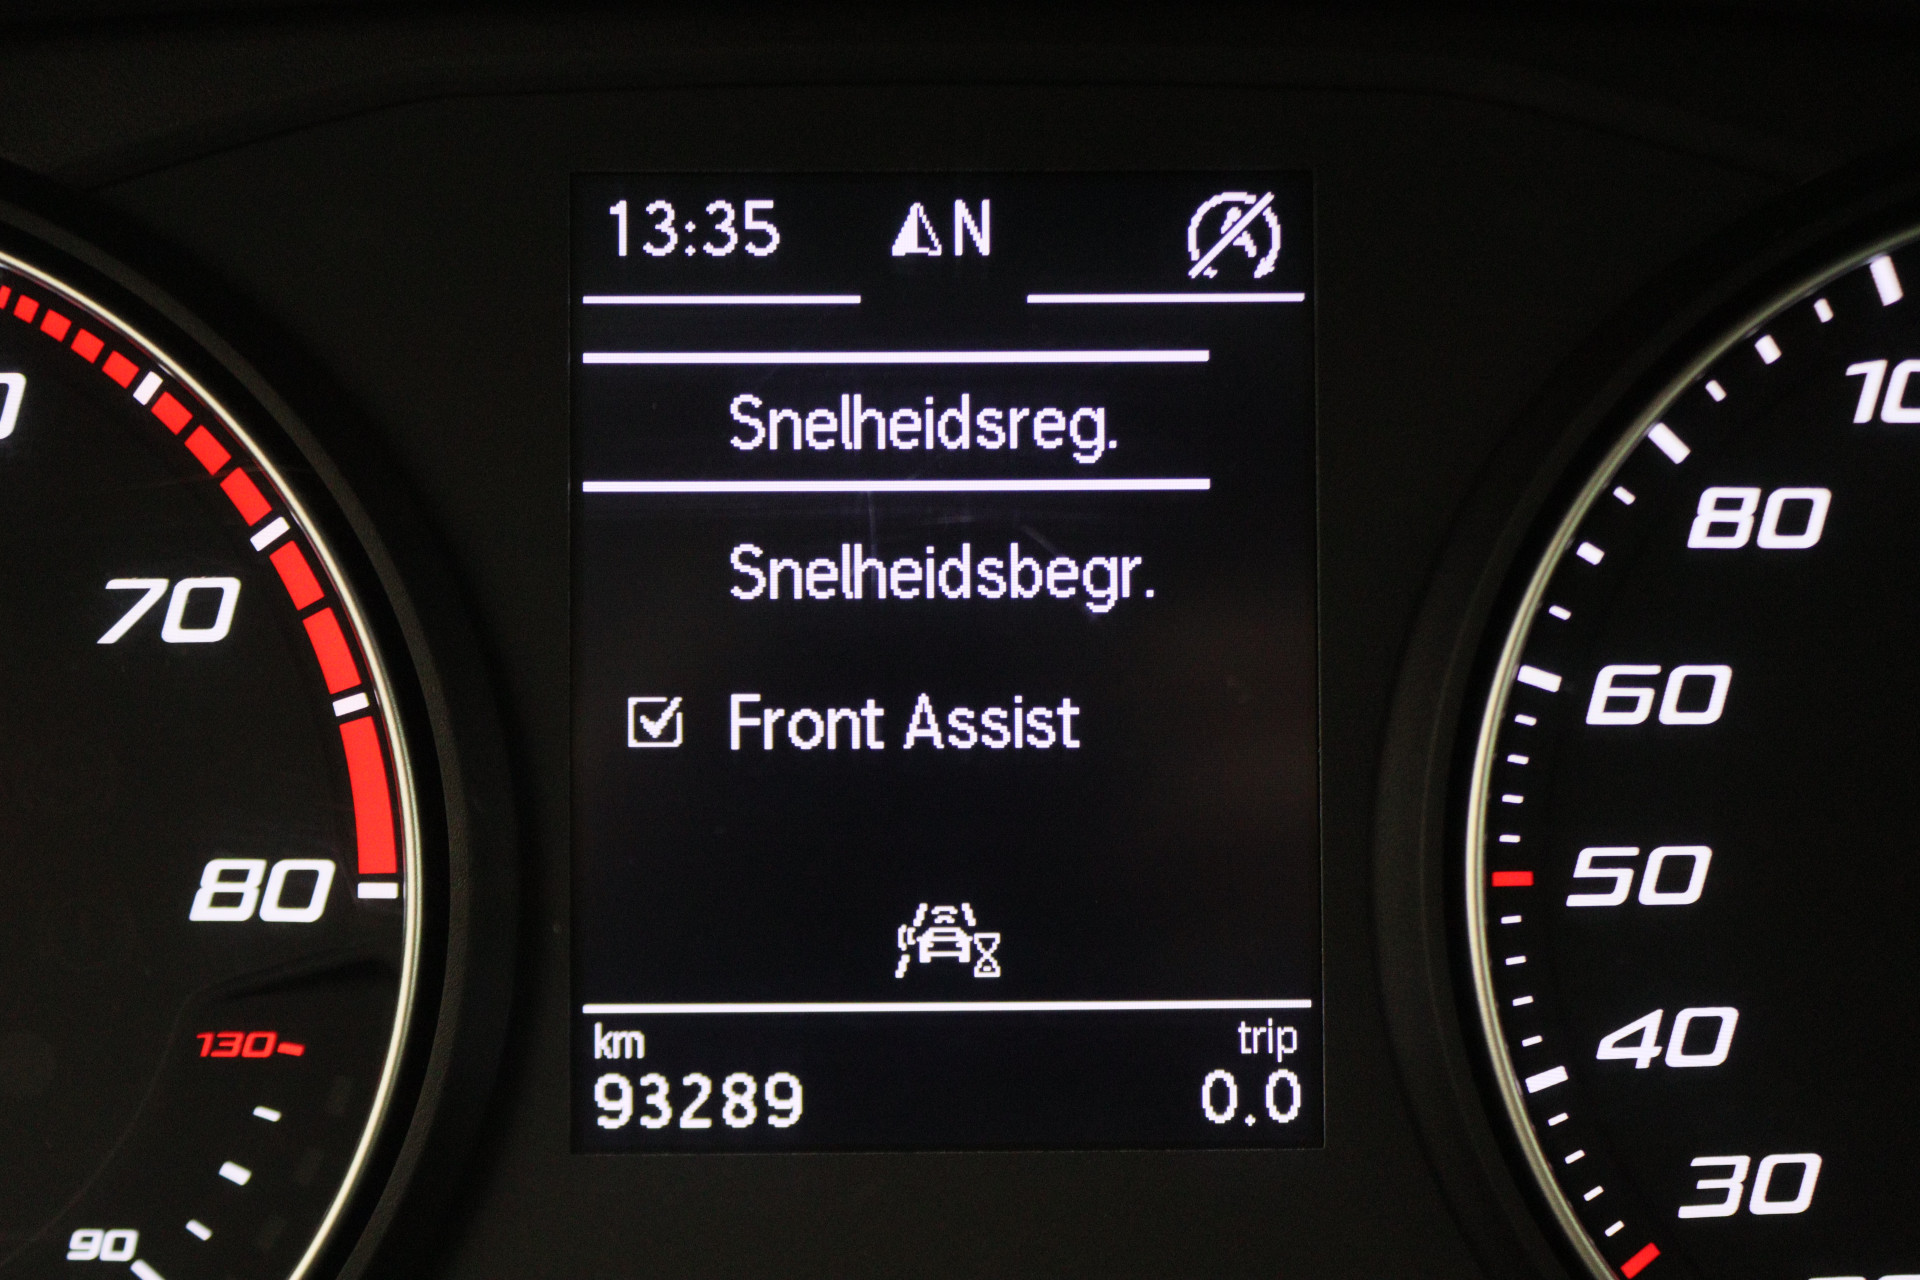 13:35 N
Snelheidsreg.
Snelheidsbegr.
Front Assist
km trip
93289 0.0
70
80
130
90
80
60
50
40
30